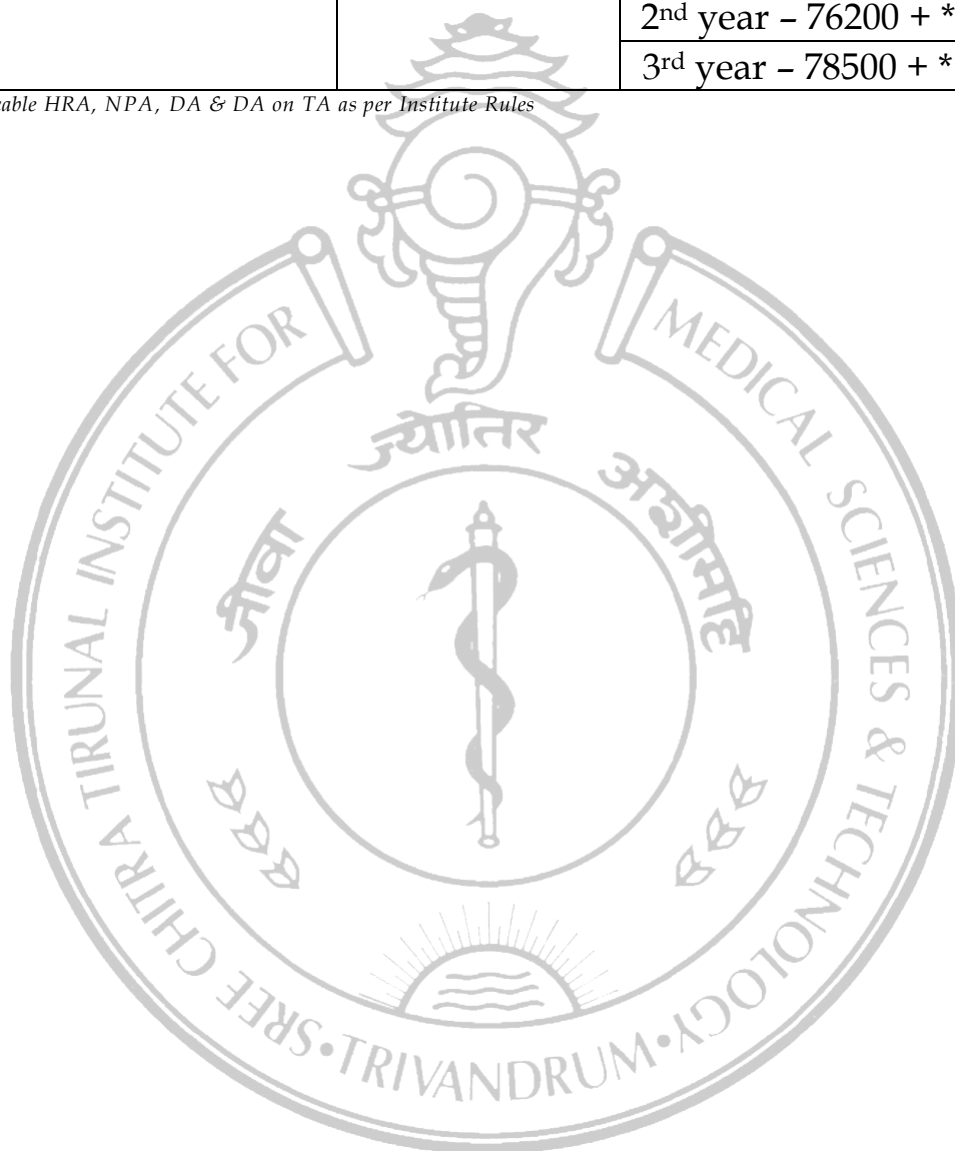 2nd year – 76200 + *
3rd year – 78500 + *
able HRA, NPA, DA & DA on TA as per Institute Rules
SREE CHITRA TIRUNAL INSTITUTE FOR MEDICAL SCIENCES & TECHNOLOGY
•TRIVANDRUM•
जीवा
ज्योतिर
अशीमहि